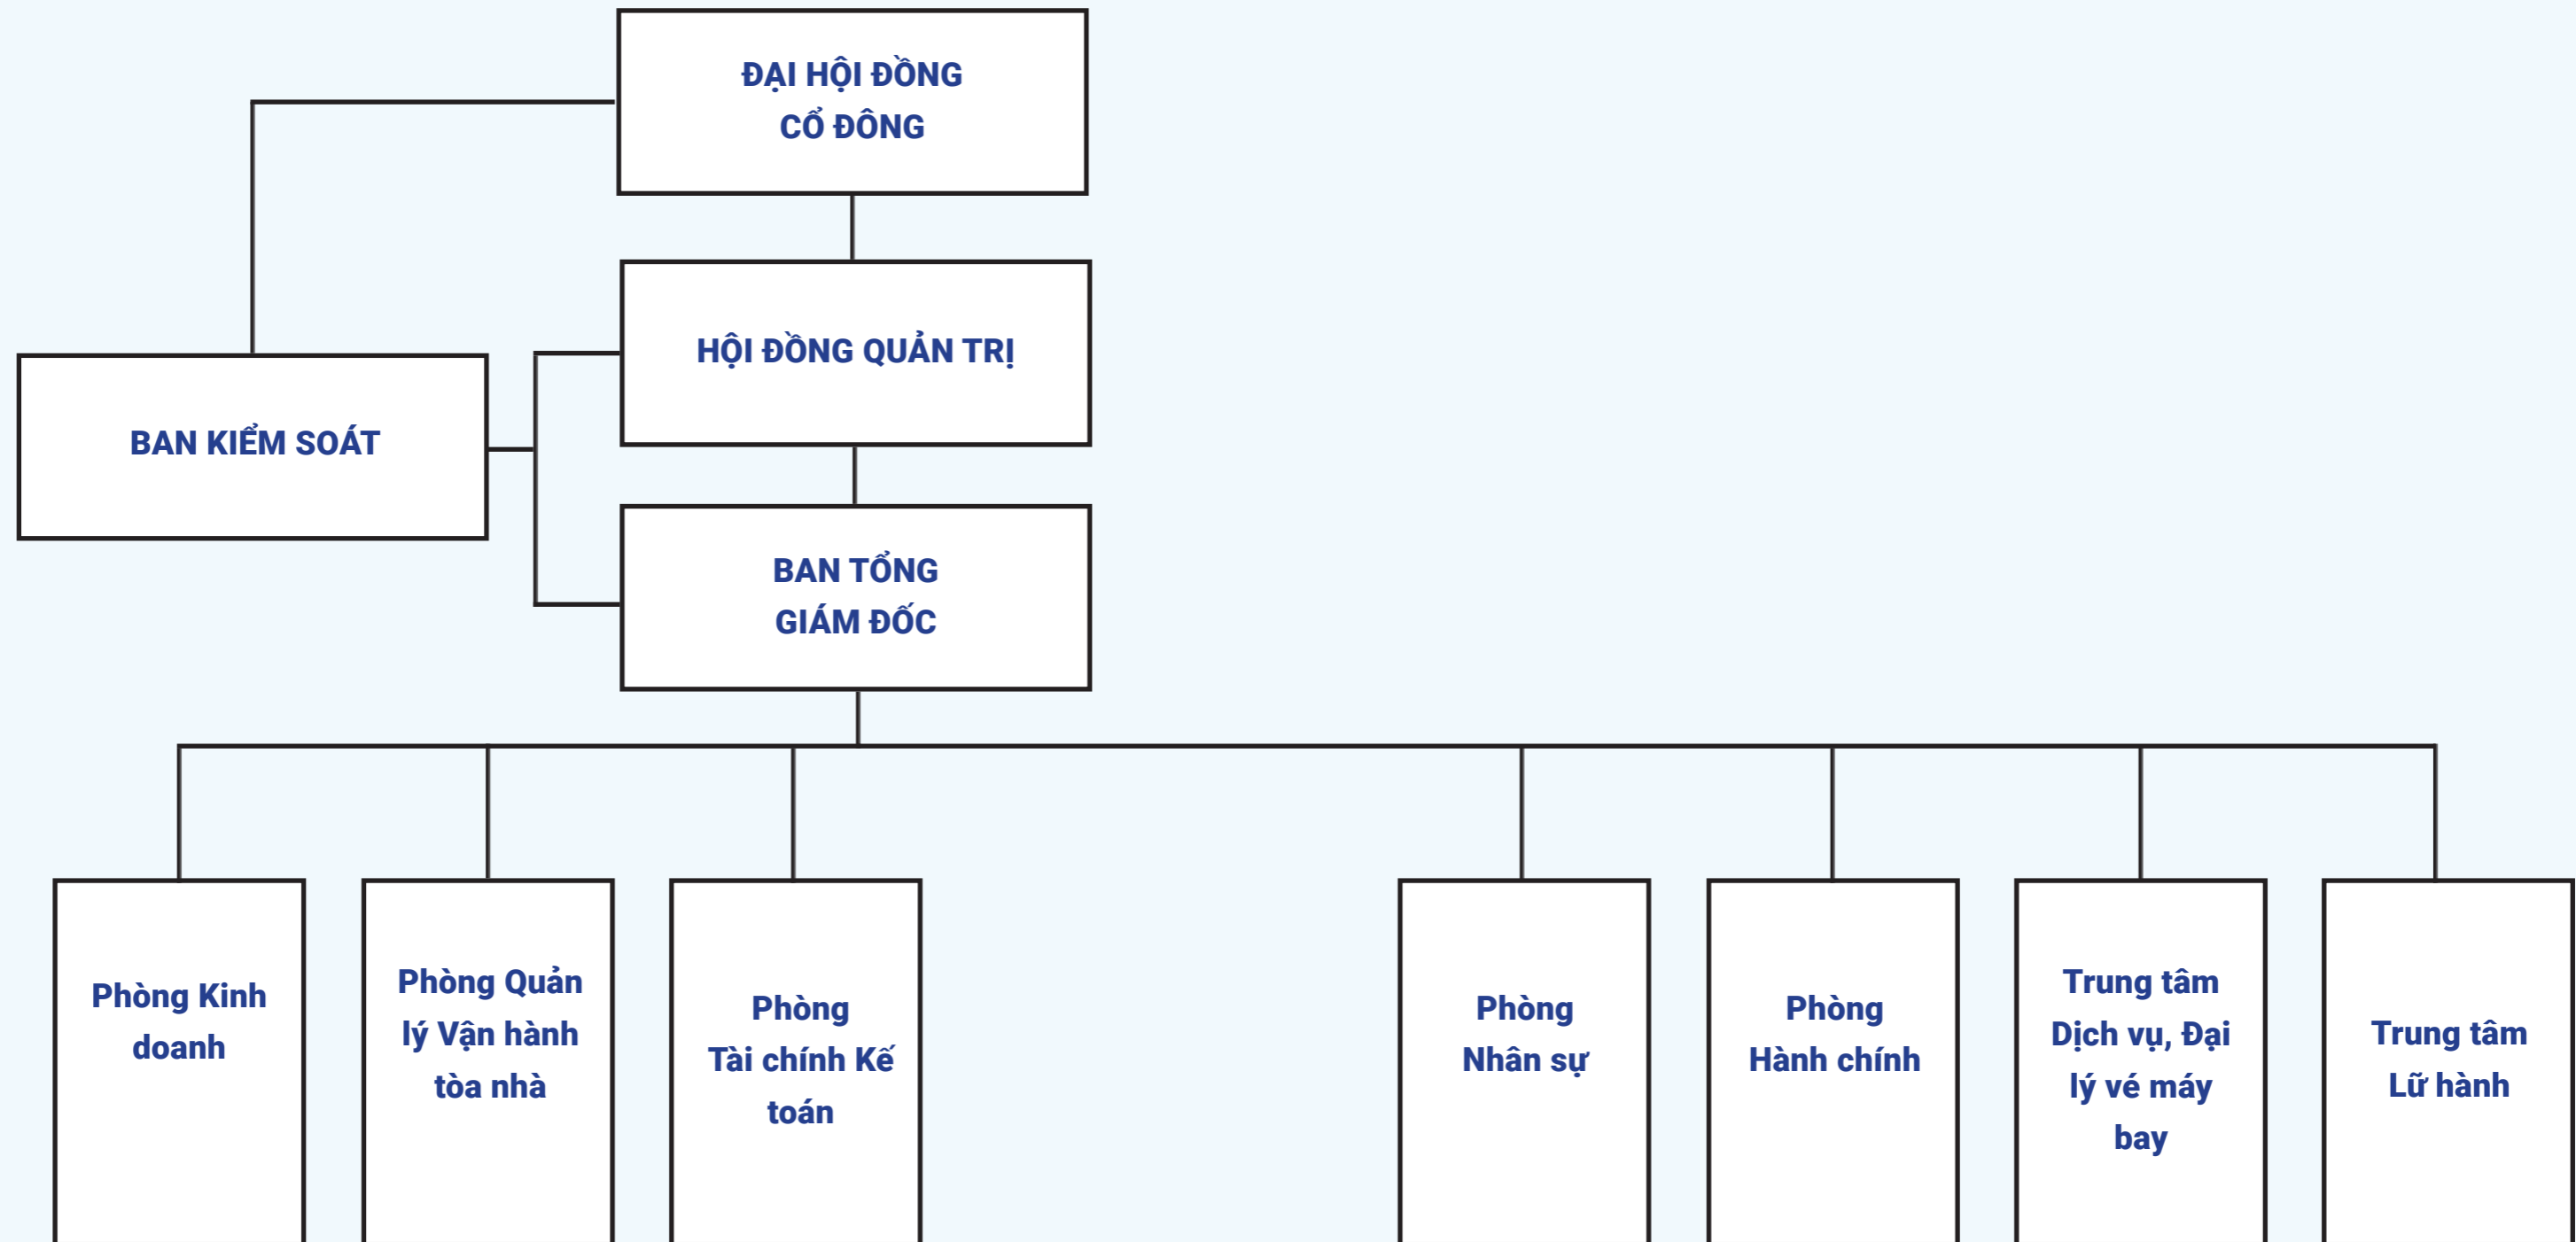 ĐẠI HỘI ĐỒNG
CỔ ĐÔNG
HỘI ĐỒNG QUẢN TRỊ
BAN KIỂM SOÁT
BAN TỔNG
GIÁM ĐỐC
Phòng Kinh
doanh
Phòng Quản
lý Vận hành
tòa nhà
Phòng
Tài chính Kế
toán
Phòng
Nhân sự
Phòng
Hành chính
Trung tâm
Dịch vụ, Đại
lý vé máy
bay
Trung tâm
Lữ hành